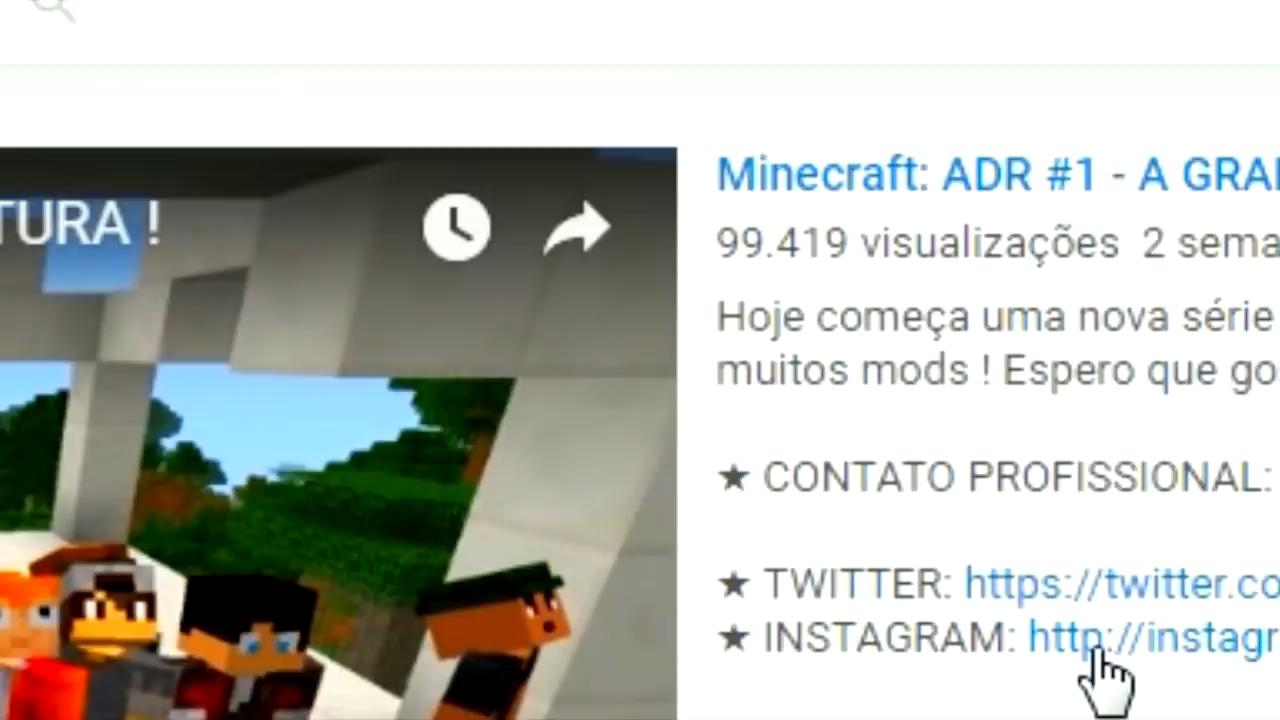 TURA !
Minecraft: ADR #1 - A GRA
99.419 visualizações 2 sema
Hoje começa uma nova série
muitos mods ! Espero que go
★ CONTATO PROFISSIONAL:
★ TWITTER: https://twitter.co
★ INSTAGRAM: http://instagr